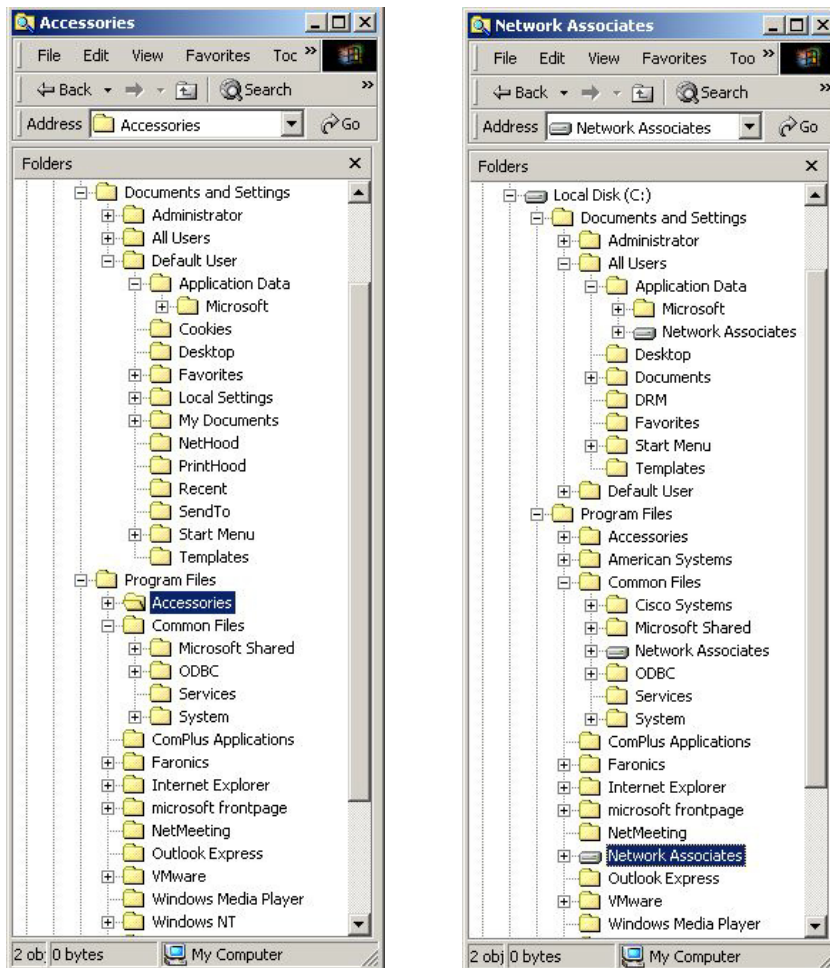 Accessories
File Edit View Favorites Toc »
Back Search »
Address Accessories Go
Folders
Documents and Settings
Administrator
All Users
Default User
Application Data
Microsoft
Cookies
Desktop
Favorites
Local Settings
My Documents
NetHood
PrintHood
Recent
SendTo
Start Menu
Templates
Program Files
Accessories
Common Files
Microsoft Shared
ODBC
Services
System
ComPlus Applications
Faronics
Internet Explorer
microsoft frontpage
NetMeeting
Outlook Express
VMware
Windows Media Player
Windows NT
2 obj 0 bytes My Computer
Network Associates
File Edit View Favorites Too »
Back Search »
Address Network Associates Go
Folders
Local Disk (C:)
Documents and Settings
Administrator
All Users
Application Data
Microsoft
Network Associates
Desktop
Documents
DRM
Favorites
Start Menu
Templates
Default User
Program Files
Accessories
American Systems
Common Files
Cisco Systems
Microsoft Shared
Network Associates
ODBC
Services
System
ComPlus Applications
Faronics
Internet Explorer
microsoft frontpage
NetMeeting
Network Associates
Outlook Express
VMware
Windows Media Player
2 obj 0 bytes My Computer